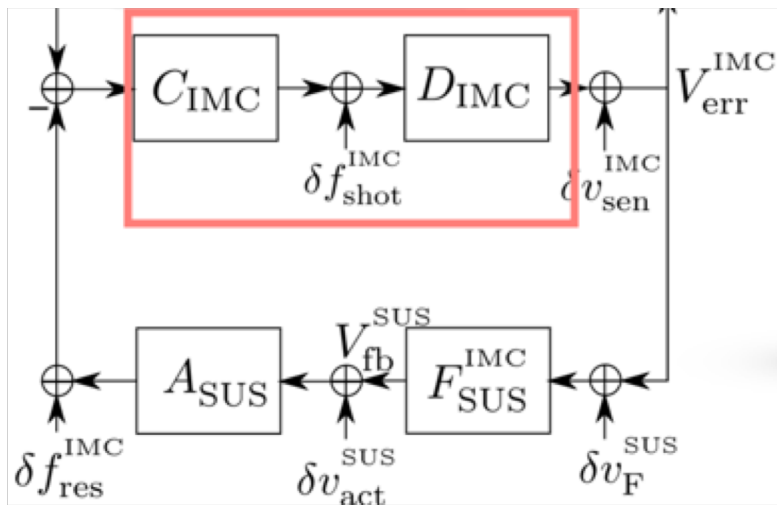 −
C_IMC
D_IMC
V_err^IMC
δf_shot^IMC
δv_sen^IMC
V_fb^SUS
A_SUS
F_SUS^IMC
δf_res^IMC
δv_act^SUS
δv_F^SUS